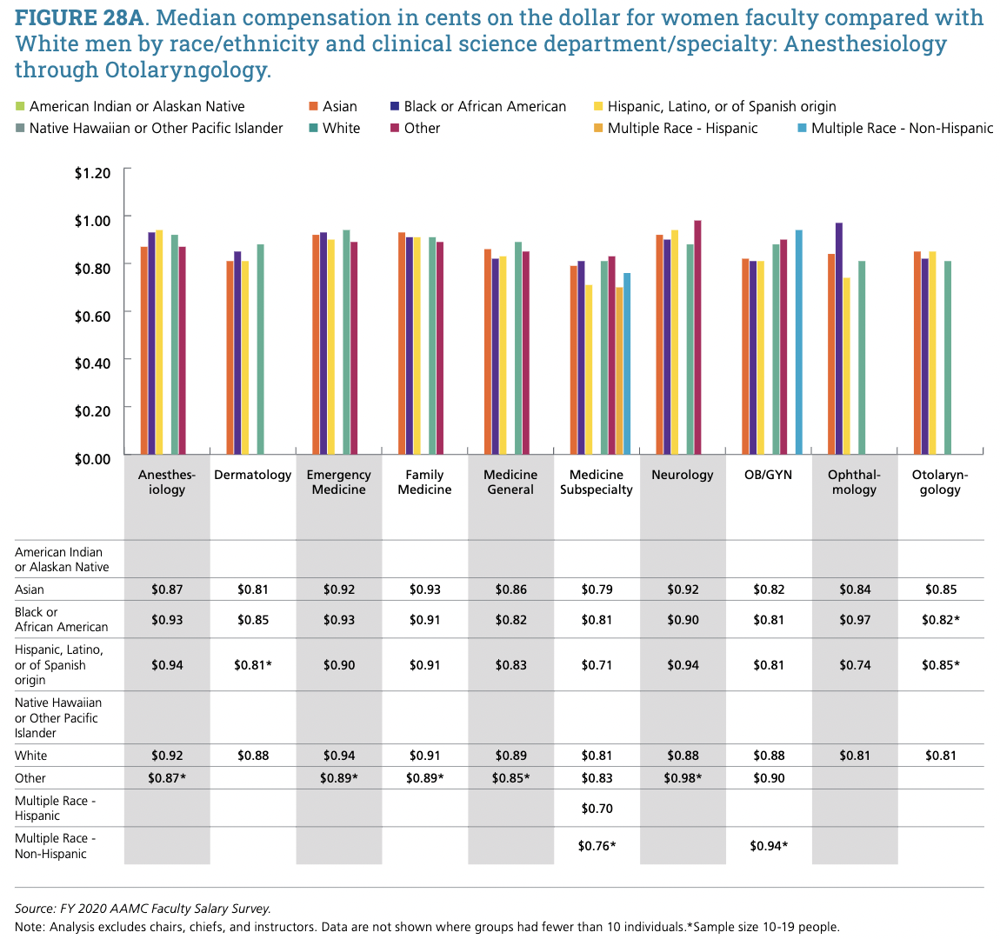 FIGURE 28A. Median compensation in cents on the dollar for women faculty compared with
White men by race/ethnicity and clinical science department/specialty: Anesthesiology
through Otolaryngology.
American Indian or Alaskan Native Asian Black or African American Hispanic, Latino, or of Spanish origin
Native Hawaiian or Other Pacific Islander White Other Multiple Race - Hispanic Multiple Race - Non-Hispanic
$1.20
$1.00
$0.80
$0.60
$0.40
$0.20
$0.00
Anesthes- Dermatology Emergency Family Medicine Medicine Neurology OB/GYN Ophthal- Otolaryn-
iology Medicine Medicine General Subspecialty mology gology
American Indian
or Alaskan Native
Asian $0.87 $0.81 $0.92 $0.93 $0.86 $0.79 $0.92 $0.82 $0.84 $0.85
Black or
African American $0.93 $0.85 $0.93 $0.91 $0.82 $0.81 $0.90 $0.81 $0.97 $0.82*
Hispanic, Latino,
or of Spanish $0.94 $0.81* $0.90 $0.91 $0.83 $0.71 $0.94 $0.81 $0.74 $0.85*
origin
Native Hawaiian
or Other Pacific
Islander
White $0.92 $0.88 $0.94 $0.91 $0.89 $0.81 $0.88 $0.88 $0.81 $0.81
Other $0.87* $0.89* $0.89* $0.85* $0.83 $0.98* $0.90
Multiple Race -
Hispanic $0.70
Multiple Race -
Non-Hispanic $0.76* $0.94*
Source: FY 2020 AAMC Faculty Salary Survey.
Note: Analysis excludes chairs, chiefs, and instructors. Data are not shown where groups had fewer than 10 individuals.*Sample size 10-19 people.